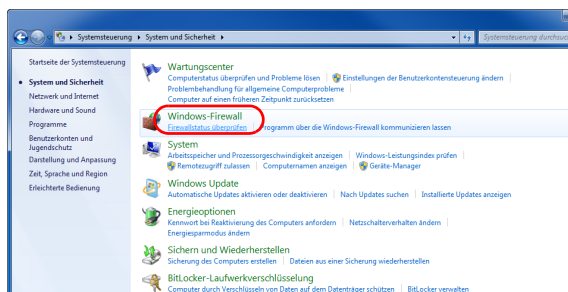 Systemsteuerung ▸ System und Sicherheit ▸
Systemsteuerung durchsuc
Startseite der Systemsteuerung
System und Sicherheit
Netzwerk und Internet
Hardware und Sound
Programme
Benutzerkonten und
Jugendschutz
Darstellung und Anpassung
Zeit, Sprache und Region
Erleichterte Bedienung
Wartungscenter
Computerstatus überprüfen und Probleme lösen | Einstellungen der Benutzerkontensteuerung ändern |
Problembehandlung für allgemeine Computerprobleme |
Computer auf einen früheren Zeitpunkt zurücksetzen
Windows-Firewall
Firewallstatus überprüfen | Programm über die Windows-Firewall kommunizieren lassen
System
Arbeitsspeicher und Prozessorgeschwindigkeit anzeigen | Windows-Leistungsindex prüfen |
Remotezugriff zulassen | Computernamen anzeigen | Geräte-Manager
Windows Update
Automatische Updates aktivieren oder deaktivieren | Nach Updates suchen | Installierte Updates anzeigen
Energieoptionen
Kennwort bei Reaktivierung des Computers anfordern | Netzschalterverhalten ändern |
Energiesparmodus ändern
Sichern und Wiederherstellen
Sicherung des Computers erstellen | Dateien aus einer Sicherung wiederherstellen
BitLocker-Laufwerkverschlüsselung
Computer durch Verschlüsseln von Daten auf dem Datenträger schützen | BitLocker verwalten